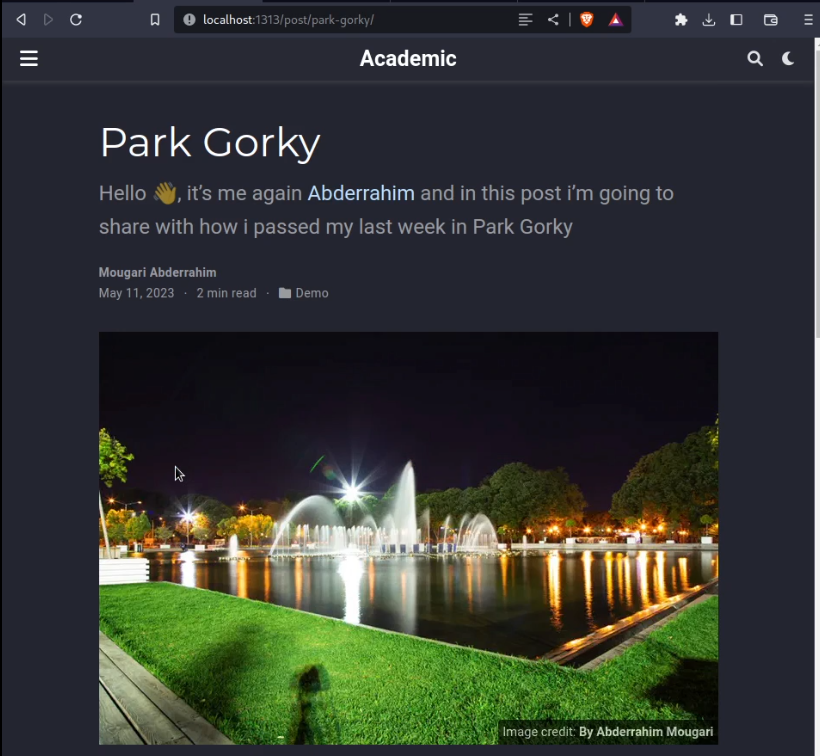 localhost:1313/post/park-gorky/
Academic
Park Gorky
Hello 👋, it's me again Abderrahim and in this post i'm going to
share with how i passed my last week in Park Gorky
Mougari Abderrahim
May 11, 2023 · 2 min read · Demo
Image credit: By Abderrahim Mougari